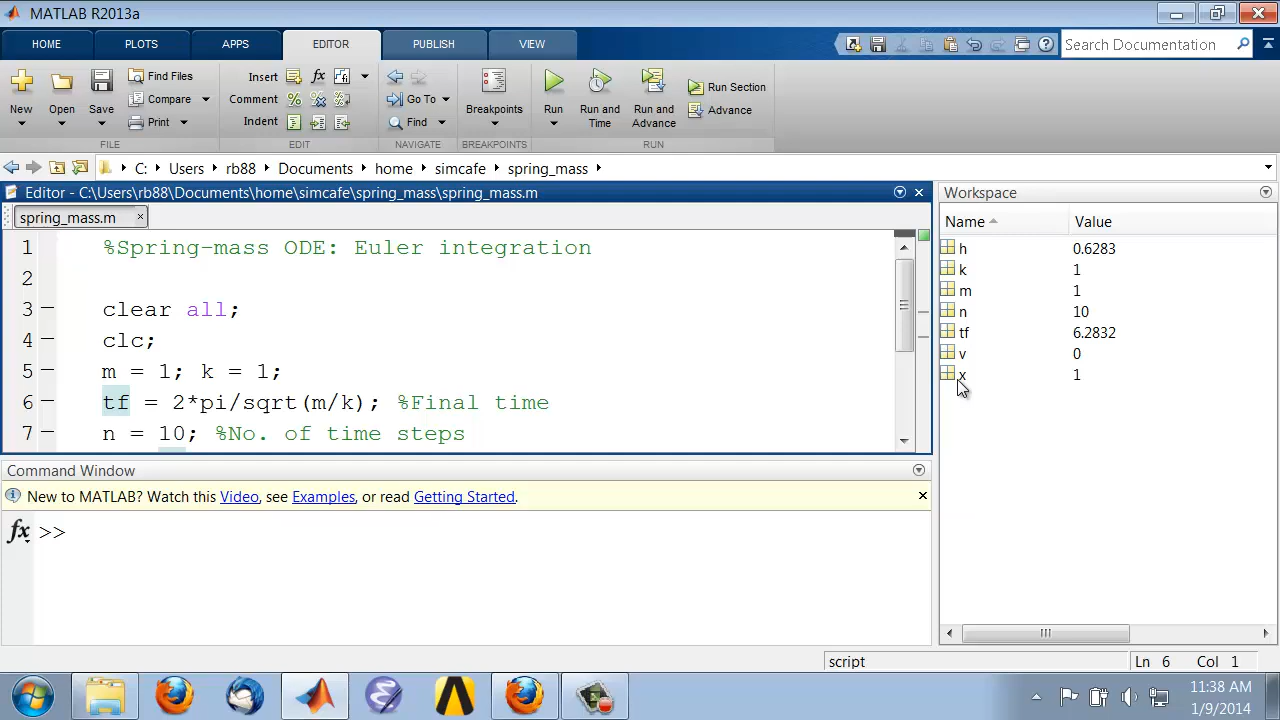 MATLAB R2013a
HOME PLOTS APPS EDITOR PUBLISH VIEW Search Documentation
New Open Save Find Files Compare Print Insert fx Comment Indent Go To Find Breakpoints Run Run and Time Run and Advance Run Section Advance
FILE EDIT NAVIGATE BREAKPOINTS RUN
C: Users rb88 Documents home simcafe spring_mass
Editor - C:\Users\rb88\Documents\home\simcafe\spring_mass\spring_mass.m
spring_mass.m
1 %Spring-mass ODE: Euler integration
2
3 clear all;
4 clc;
5 m = 1; k = 1;
6 tf = 2*pi/sqrt(m/k); %Final time
7 n = 10; %No. of time steps
Workspace
Name Value
h 0.6283
k 1
m 1
n 10
tf 6.2832
v 0
x 1
Command Window
New to MATLAB? Watch this Video, see Examples, or read Getting Started.
fx >>
script Ln 6 Col 1
11:38 AM
1/9/2014